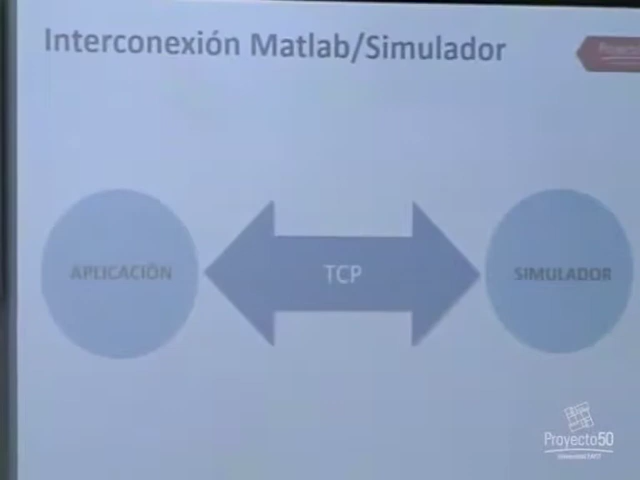 Interconexión Matlab/Simulador
APLICACIÓN
TCP
SIMULADOR
Proyecto50